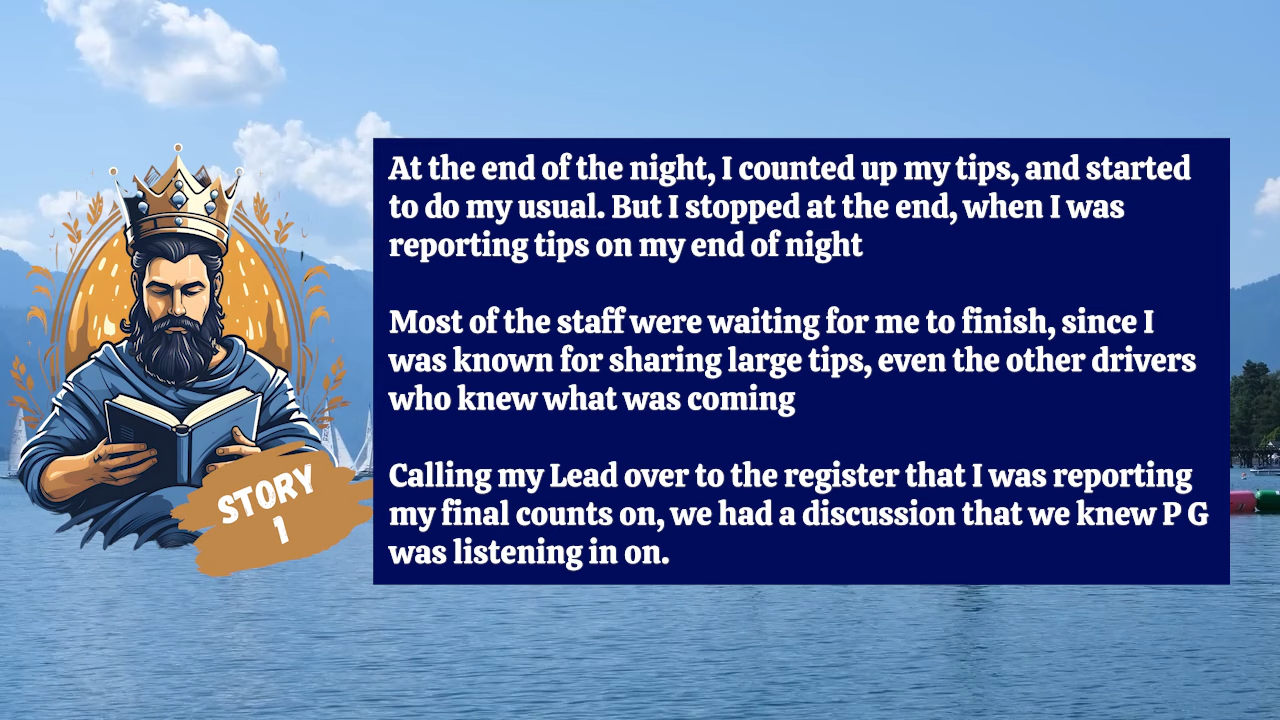 At the end of the night, I counted up my tips, and started
to do my usual. But I stopped at the end, when I was
reporting tips on my end of night
Most of the staff were waiting for me to finish, since I
was known for sharing large tips, even the other drivers
who knew what was coming
Calling my Lead over to the register that I was reporting
my final counts on, we had a discussion that we knew P G
was listening in on.
STORY
1